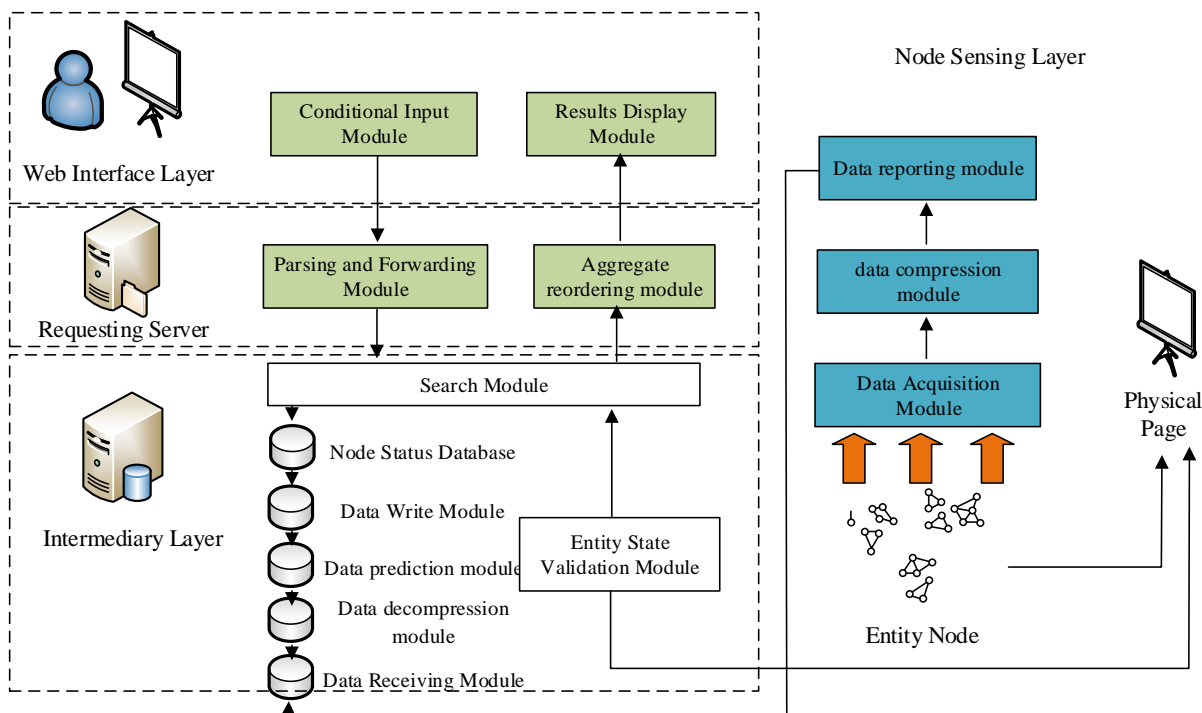 Web Interface Layer
Conditional Input
Module
Results Display
Module
Requesting Server
Parsing and Forwarding
Module
Aggregate
reordering module
Intermediary Layer
Search Module
Node Status Database
Data Write Module
Data prediction module
Data decompression
module
Data Receiving Module
Entity State
Validation Module
Node Sensing Layer
Data reporting module
data compression
module
Data Acquisition
Module
Entity Node
Physical
Page